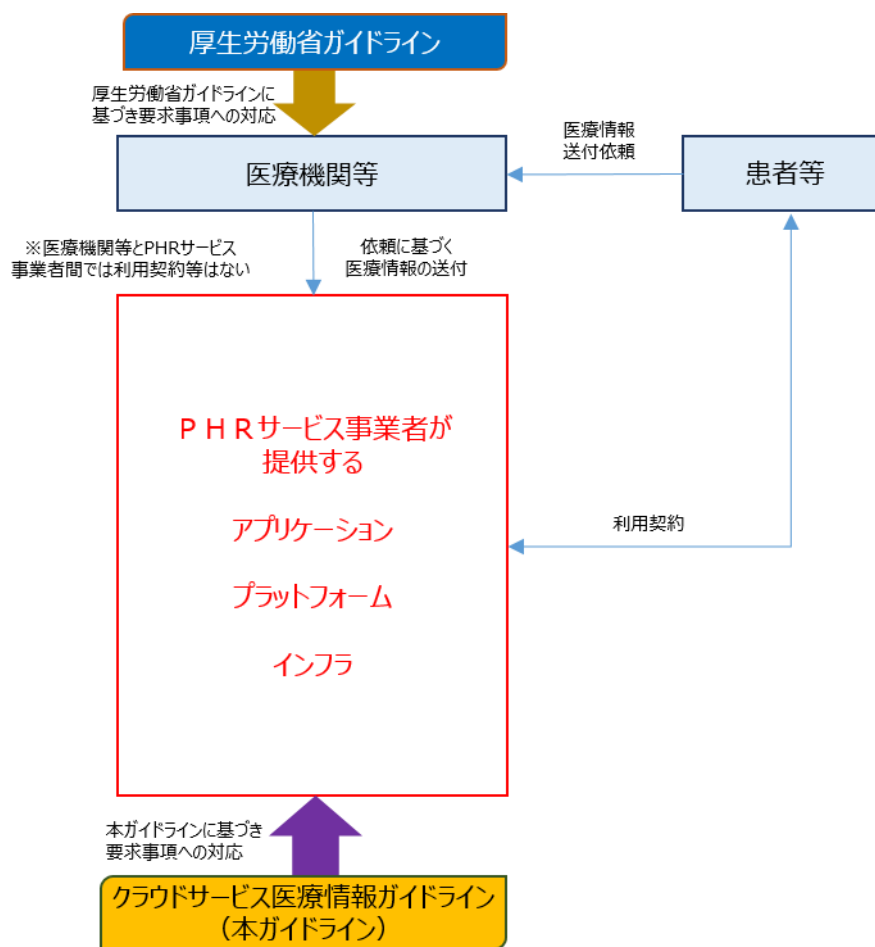 厚生労働省ガイドライン
厚生労働省ガイドラインに
基づき要求事項への対応
医療情報
送付依頼
医療機関等
患者等
※医療機関等とPHRサービス
事業者間では利用契約等はない
依頼に基づく
医療情報の送付
ＰＨＲサービス事業者が
提供する
アプリケーション
プラットフォーム
インフラ
利用契約
本ガイドラインに基づき
要求事項への対応
クラウドサービス医療情報ガイドライン
（本ガイドライン）